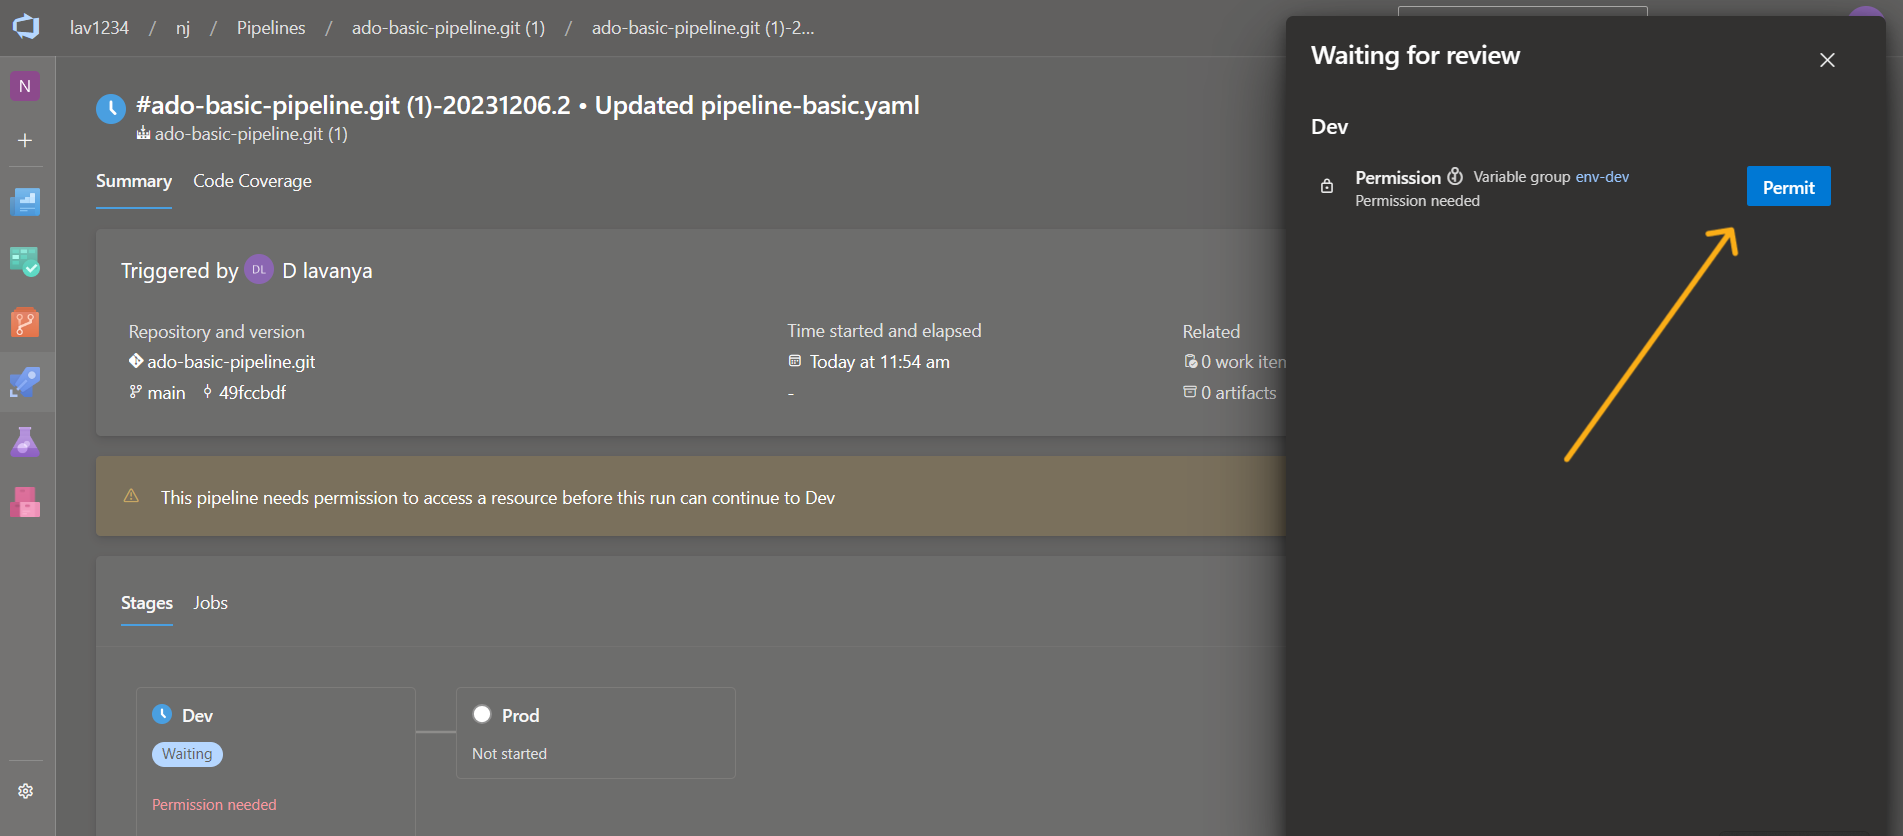 lav1234 / nj / Pipelines / ado-basic-pipeline.git (1) / ado-basic-pipeline.git (1)-2...
N
#ado-basic-pipeline.git (1)-20231206.2 • Updated pipeline-basic.yaml
ado-basic-pipeline.git (1)
Summary Code Coverage
Triggered by DL D lavanya
Repository and version
ado-basic-pipeline.git
main 49fccbdf
Time started and elapsed
Today at 11:54 am
-
Related
0 work iten
0 artifacts
This pipeline needs permission to access a resource before this run can continue to Dev
Stages Jobs
Dev
Waiting
Permission needed
Prod
Not started
Waiting for review
Dev
Permission Variable group env-dev
Permission needed
Permit